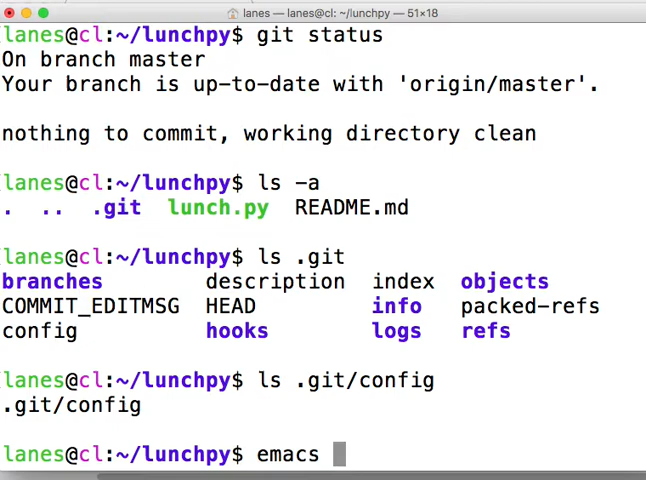 lanes — lanes@cl: ~/lunchpy — 51×18
lanes@cl:~/lunchpy$ git status
On branch master
Your branch is up-to-date with 'origin/master'.
nothing to commit, working directory clean
lanes@cl:~/lunchpy$ ls -a
. .. .git lunch.py README.md
lanes@cl:~/lunchpy$ ls .git
branches description index objects
COMMIT_EDITMSG HEAD info packed-refs
config hooks logs refs
lanes@cl:~/lunchpy$ ls .git/config
.git/config
lanes@cl:~/lunchpy$ emacs